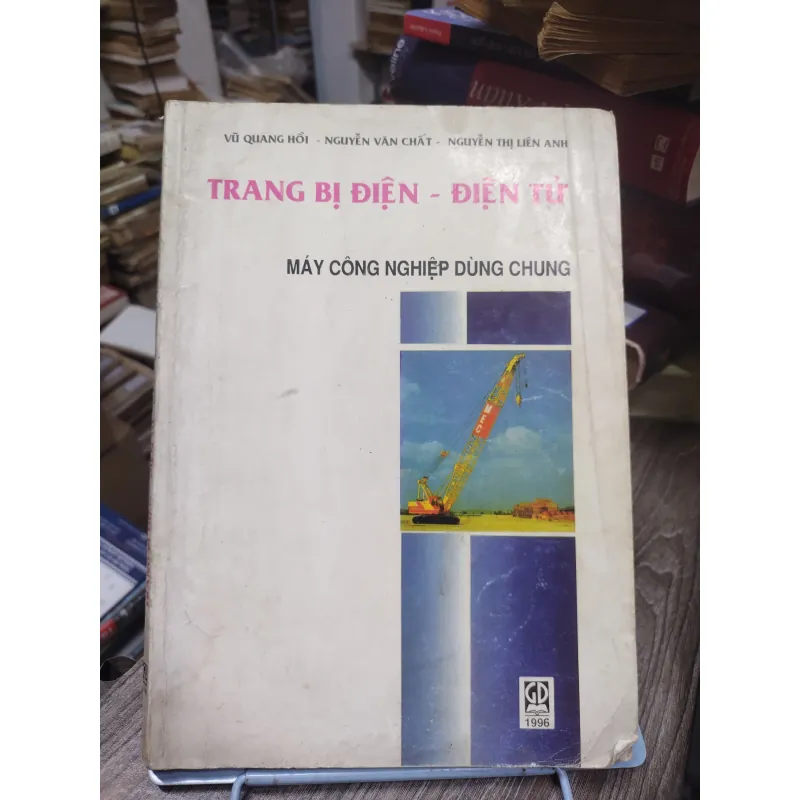 VŨ QUANG HỒI - NGUYỄN VĂN CHẤT - NGUYỄN THỊ LIÊN ANH
TRANG BỊ ĐIỆN - ĐIỆN TỬ
MÁY CÔNG NGHIỆP DÙNG CHUNG
GD
1996